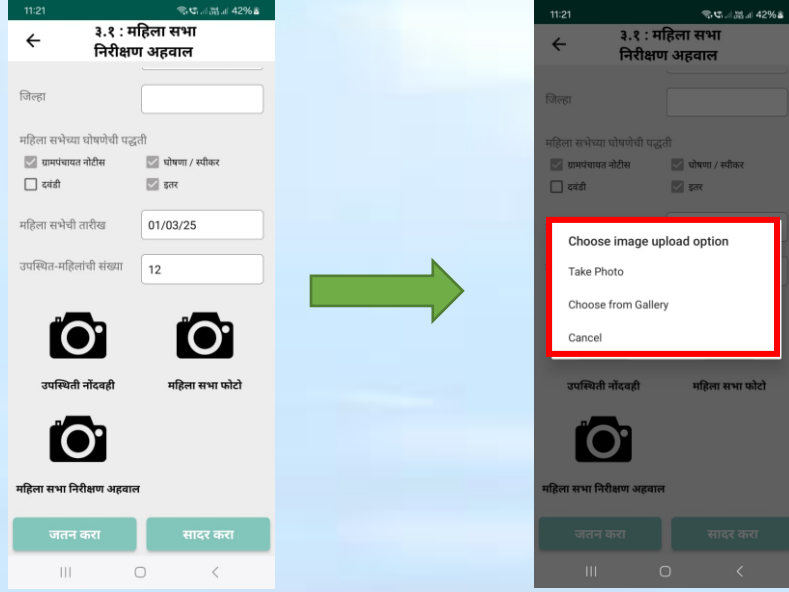 11:21
42%
३.१ : महिला सभा
निरीक्षण अहवाल
जिल्हा
महिला सभेच्या घोषणेची पद्धती
ग्रामपंचायत नोटीस
घोषणा / स्पीकर
दवंडी
इतर
महिला सभेची तारीख
01/03/25
उपस्थित-महिलांची संख्या
12
उपस्थिती नोंदवही
महिला सभा फोटो
महिला सभा निरीक्षण अहवाल
जतन करा
सादर करा
11:21
42%
३.१ : महिला सभा
निरीक्षण अहवाल
जिल्हा
महिला सभेच्या घोषणेची पद्धती
ग्रामपंचायत नोटीस
घोषणा / स्पीकर
दवंडी
इतर
Choose image upload option
Take Photo
Choose from Gallery
Cancel
उपस्थिती नोंदवही
महिला सभा फोटो
महिला सभा निरीक्षण अहवाल
जतन करा
सादर करा